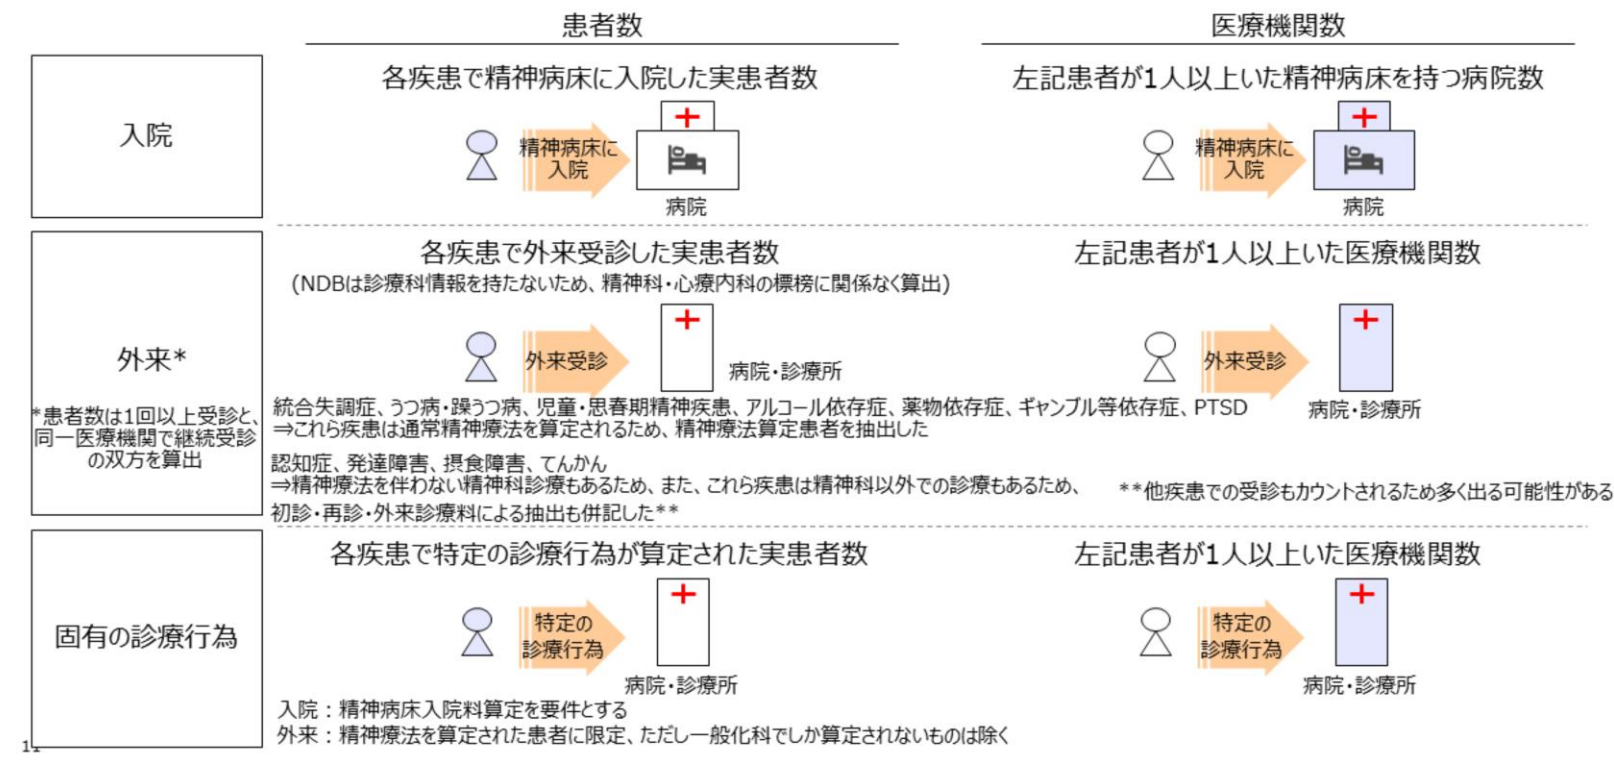 患者数
医療機関数
入院
各疾患で精神病床に入院した実患者数
左記患者が1人以上いた精神病床を持つ病院数
精神病床に
入院
病院
精神病床に
入院
病院
外来*
*患者数は1回以上受診と、
同一医療機関で継続受診
の双方を算出
各疾患で外来受診した実患者数
(NDBは診療科情報を持たないため、精神科・心療内科の標榜に関係なく算出)
左記患者が1人以上いた医療機関数
外来受診
病院・診療所
外来受診
病院・診療所
統合失調症、うつ病・躁うつ病、児童・思春期精神疾患、アルコール依存症、薬物依存症、ギャンブル等依存症、PTSD
⇒これら疾患は通常精神療法を算定されるため、精神療法算定患者を抽出した
認知症、発達障害、摂食障害、てんかん
⇒精神療法を伴わない精神科診療もあるため、また、これら疾患は精神科以外での診療もあるため、
初診・再診・外来診療料による抽出も併記した**
**他疾患での受診もカウントされるため多く出る可能性がある
固有の診療行為
各疾患で特定の診療行為が算定された実患者数
左記患者が1人以上いた医療機関数
特定の
診療行為
病院・診療所
特定の
診療行為
病院・診療所
入院：精神病床入院料算定を要件とする
外来：精神療法を算定された患者に限定、ただし一般化科でしか算定されないものは除く
11